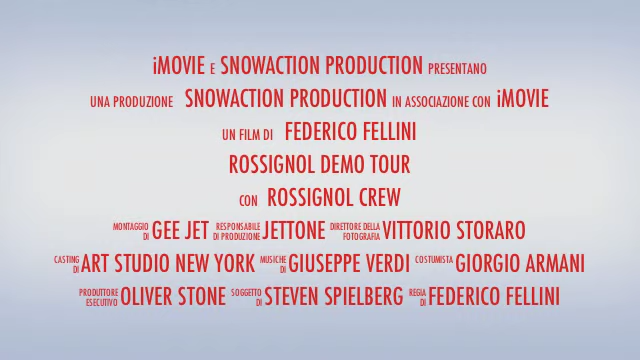 iMOVIE E SNOWACTION PRODUCTION PRESENTANO
UNA PRODUZIONE SNOWACTION PRODUCTION IN ASSOCIAZIONE CON iMOVIE
UN FILM DI FEDERICO FELLINI
ROSSIGNOL DEMO TOUR
CON ROSSIGNOL CREW
MONTAGGIO DI GEE JET RESPONSABILE DI PRODUZIONE JETTONE DIRETTORE DELLA FOTOGRAFIA VITTORIO STORARO
CASTING DI ART STUDIO NEW YORK MUSICHE DI GIUSEPPE VERDI COSTUMISTA GIORGIO ARMANI
PRODUTTORE ESECUTIVO OLIVER STONE SOGGETTO DI STEVEN SPIELBERG REGIA DI FEDERICO FELLINI